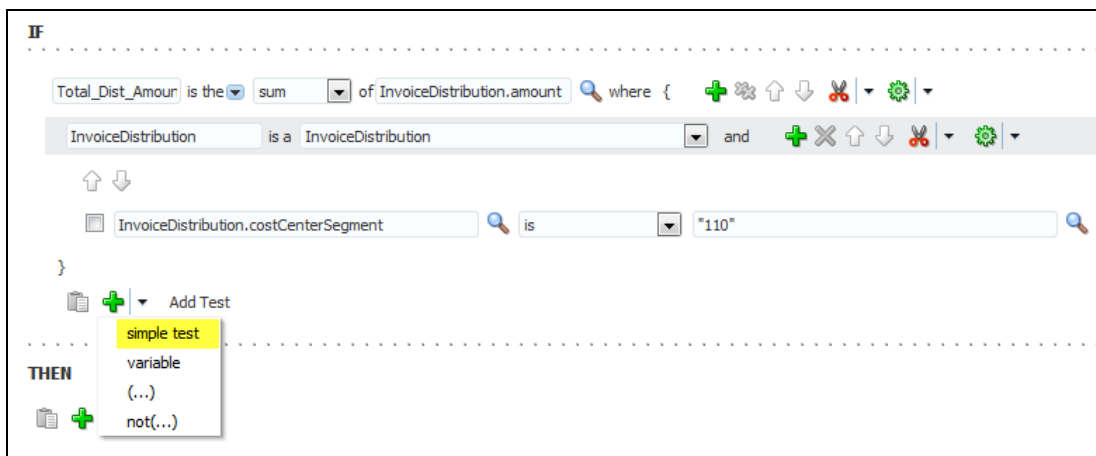 IF
Total_Dist_Amoun is the sum of InvoiceDistribution.amount where {
InvoiceDistribution is a InvoiceDistribution and
InvoiceDistribution.costCenterSegment is "110"
}
Add Test
simple test
variable
THEN
(...)
not(...)